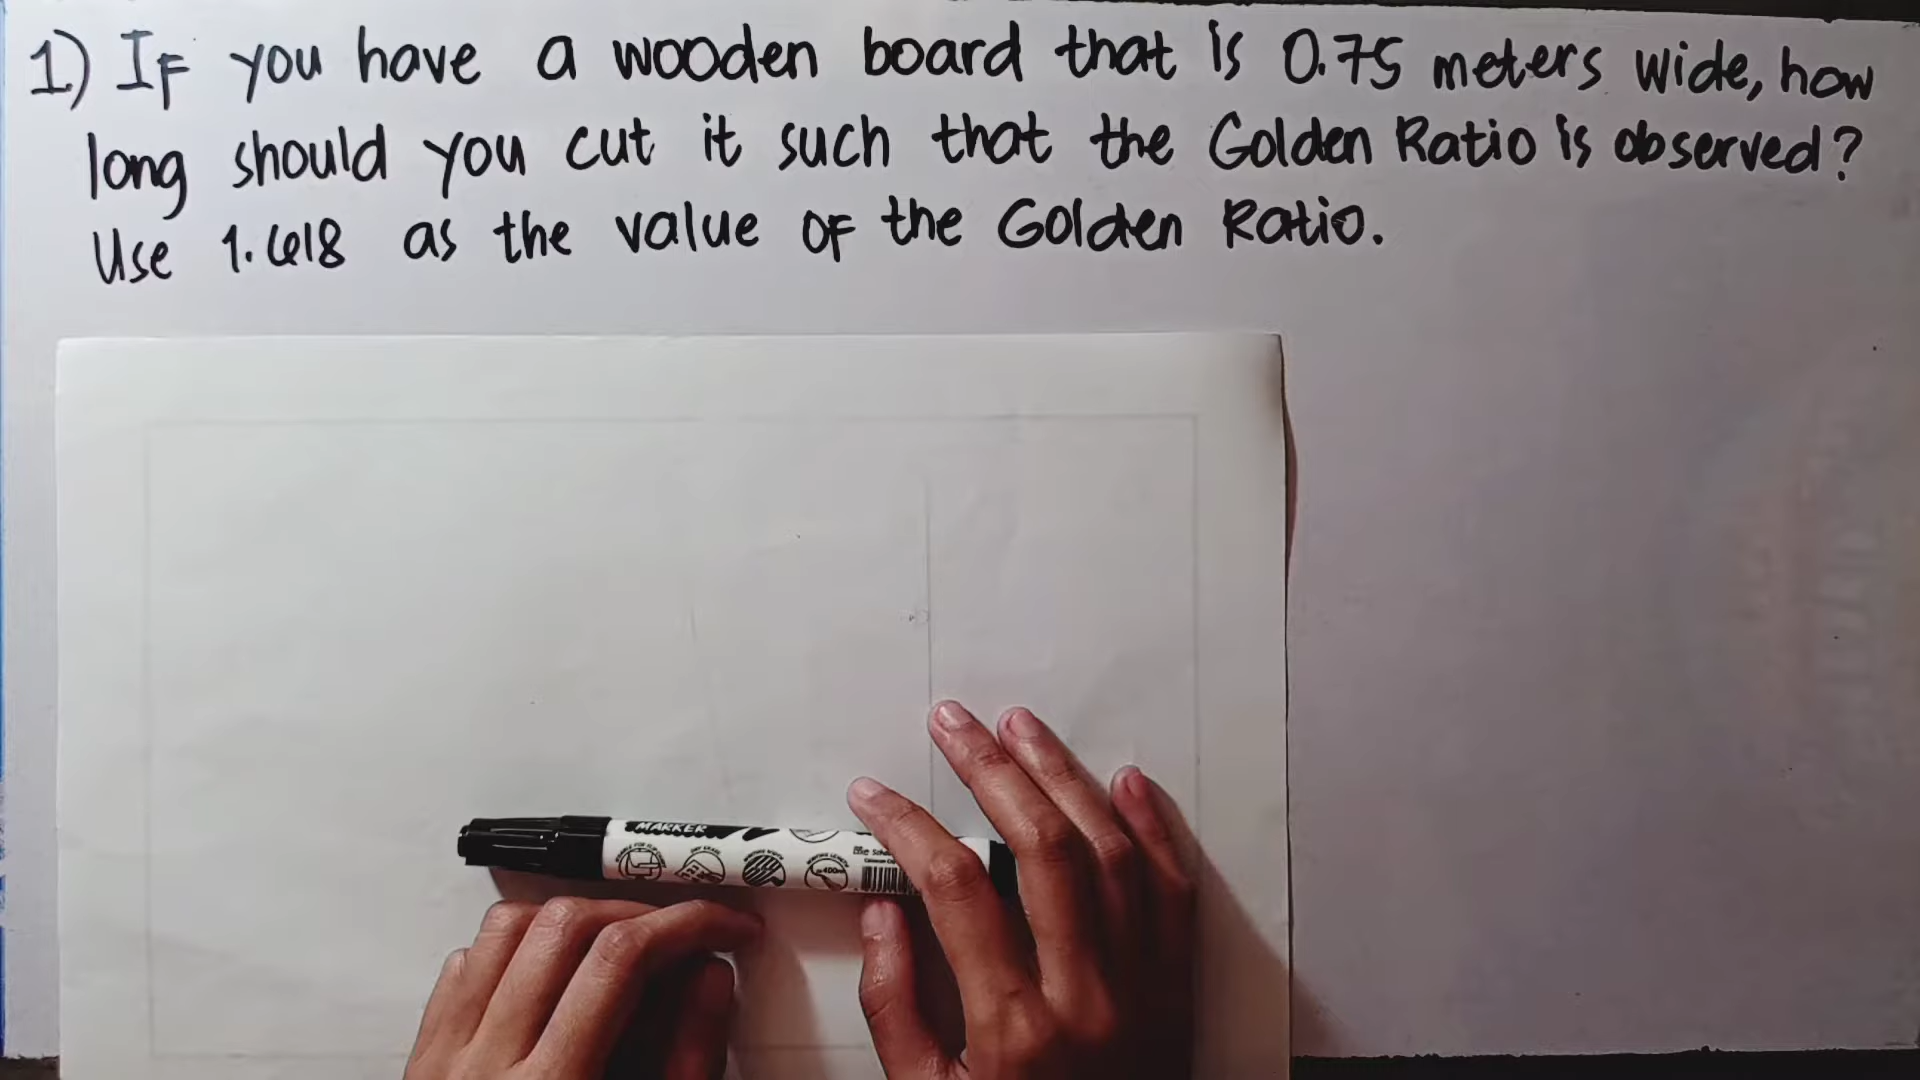 1.) If you have a wooden board that is 0.75 meters wide, how
long should you cut it such that the Golden Ratio is observed?
Use 1.618 as the value of the Golden Ratio.
MARKER